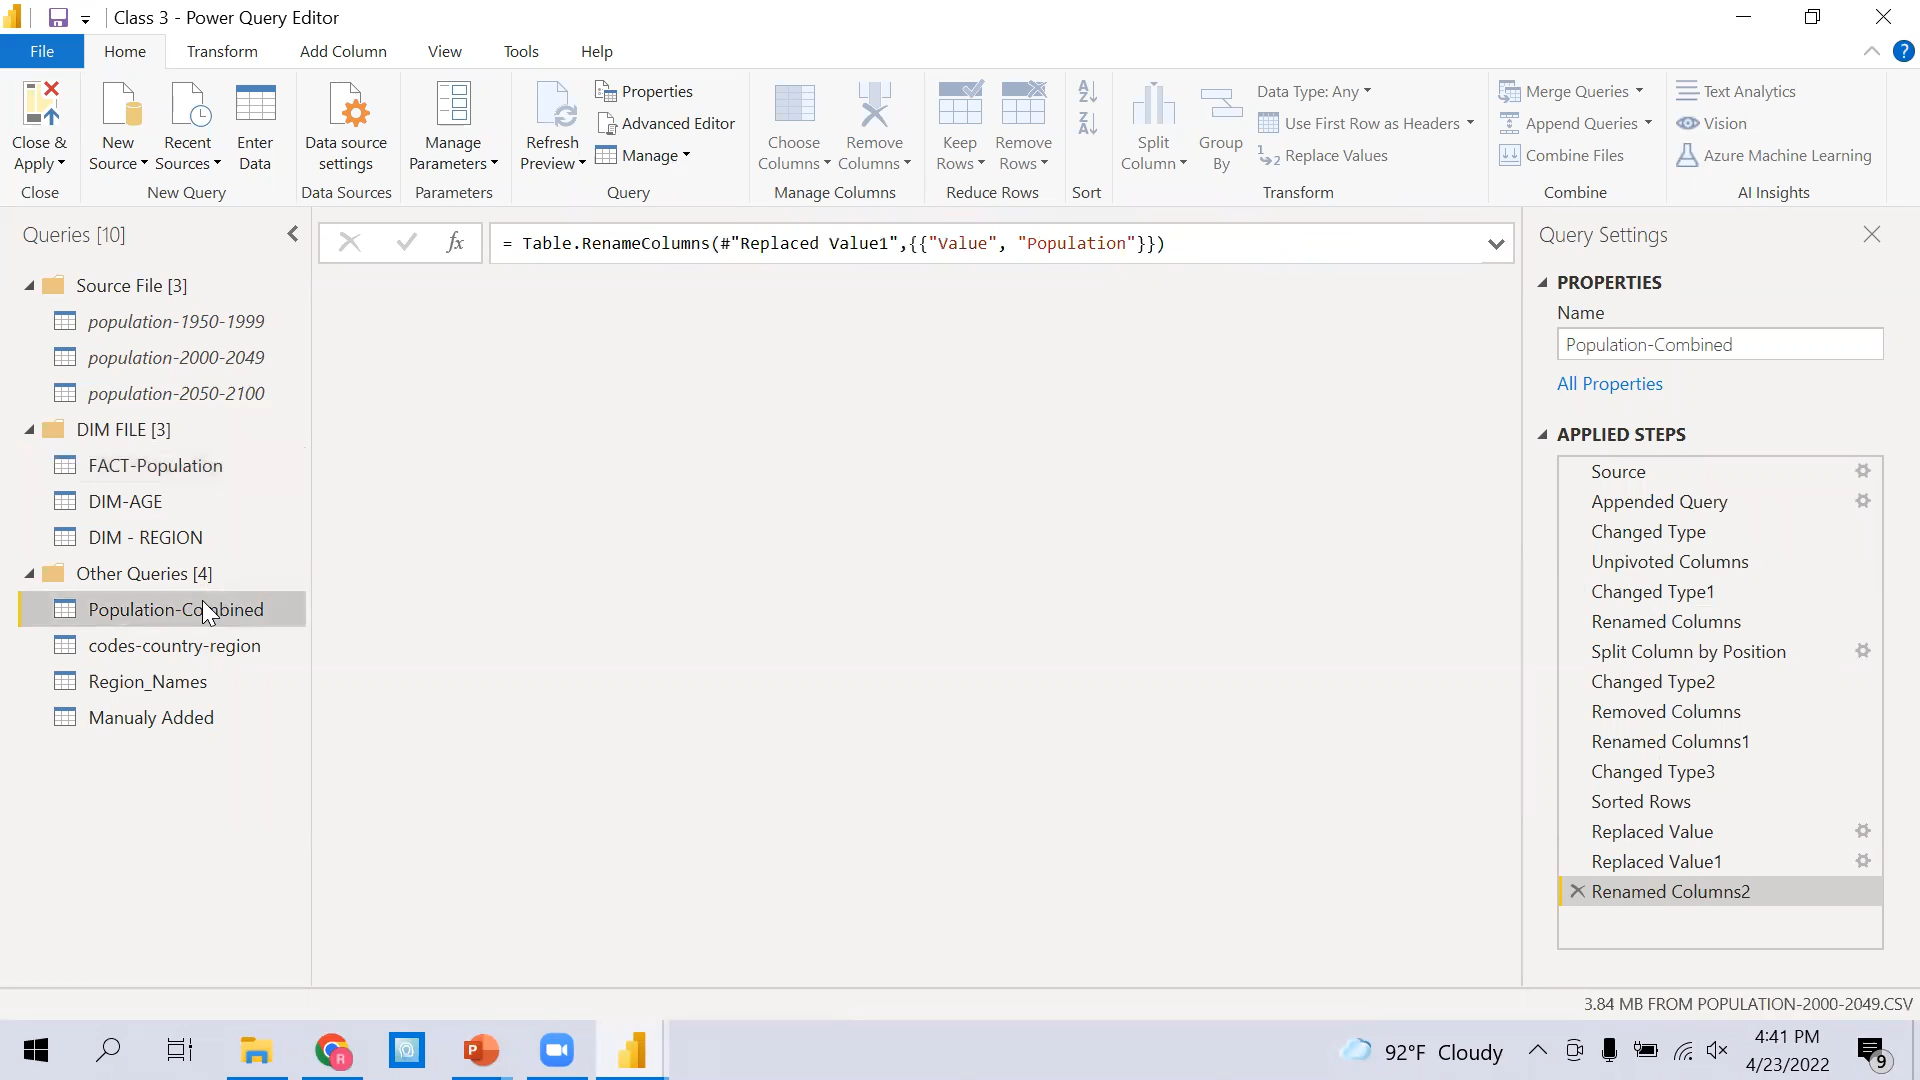 Class 3 - Power Query Editor
File Home Transform Add Column View Tools Help
Close & Apply
Close
New Source
Recent Sources
Enter Data
New Query
Data source settings
Data Sources
Manage Parameters
Parameters
Refresh Preview
Properties
Advanced Editor
Manage
Query
Choose Columns
Remove Columns
Manage Columns
Keep Rows
Remove Rows
Reduce Rows
Sort
Split Column
Group By
Data Type: Any
Use First Row as Headers
Replace Values
Transform
Merge Queries
Append Queries
Combine Files
Combine
Text Analytics
Vision
Azure Machine Learning
AI Insights
Queries [10]
Source File [3]
population-1950-1999
population-2000-2049
population-2050-2100
DIM FILE [3]
FACT-Population
DIM-AGE
DIM - REGION
Other Queries [4]
Population-Combined
codes-country-region
Region_Names
Manualy Added
fx
= Table.RenameColumns(#"Replaced Value1",{{"Value", "Population"}})
Query Settings
PROPERTIES
Name
Population-Combined
All Properties
APPLIED STEPS
Source
Appended Query
Changed Type
Unpivoted Columns
Changed Type1
Renamed Columns
Split Column by Position
Changed Type2
Removed Columns
Renamed Columns1
Changed Type3
Sorted Rows
Replaced Value
Replaced Value1
Renamed Columns2
3.84 MB FROM POPULATION-2000-2049.CSV
92°F Cloudy
4:41 PM
4/23/2022
9